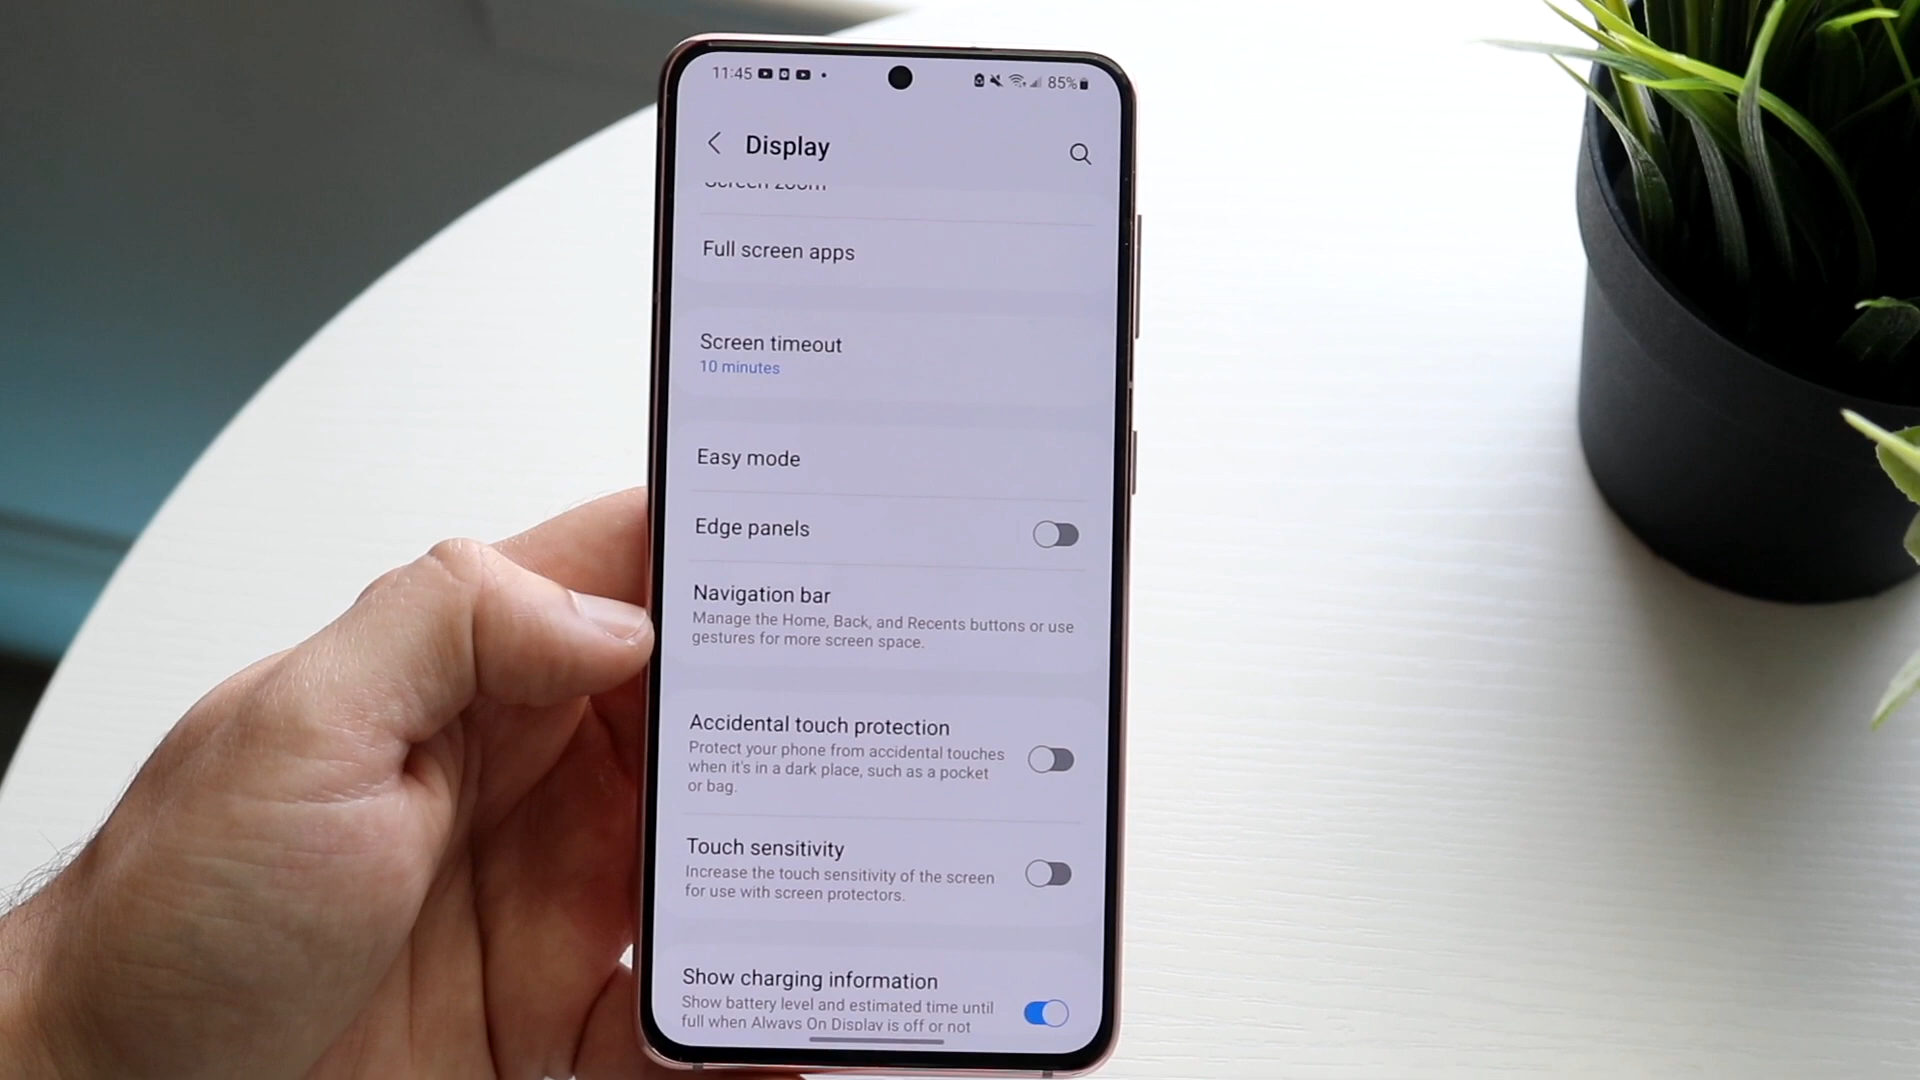 11:45
85%
Display
Screen zoom
Full screen apps
Screen timeout
10 minutes
Easy mode
Edge panels
Navigation bar
Manage the Home, Back, and Recents buttons or use
gestures for more screen space.
Accidental touch protection
Protect your phone from accidental touches
when it's in a dark place, such as a pocket
or bag.
Touch sensitivity
Increase the touch sensitivity of the screen
for use with screen protectors.
Show charging information
Show battery level and estimated time until
full when Always On Display is off or not